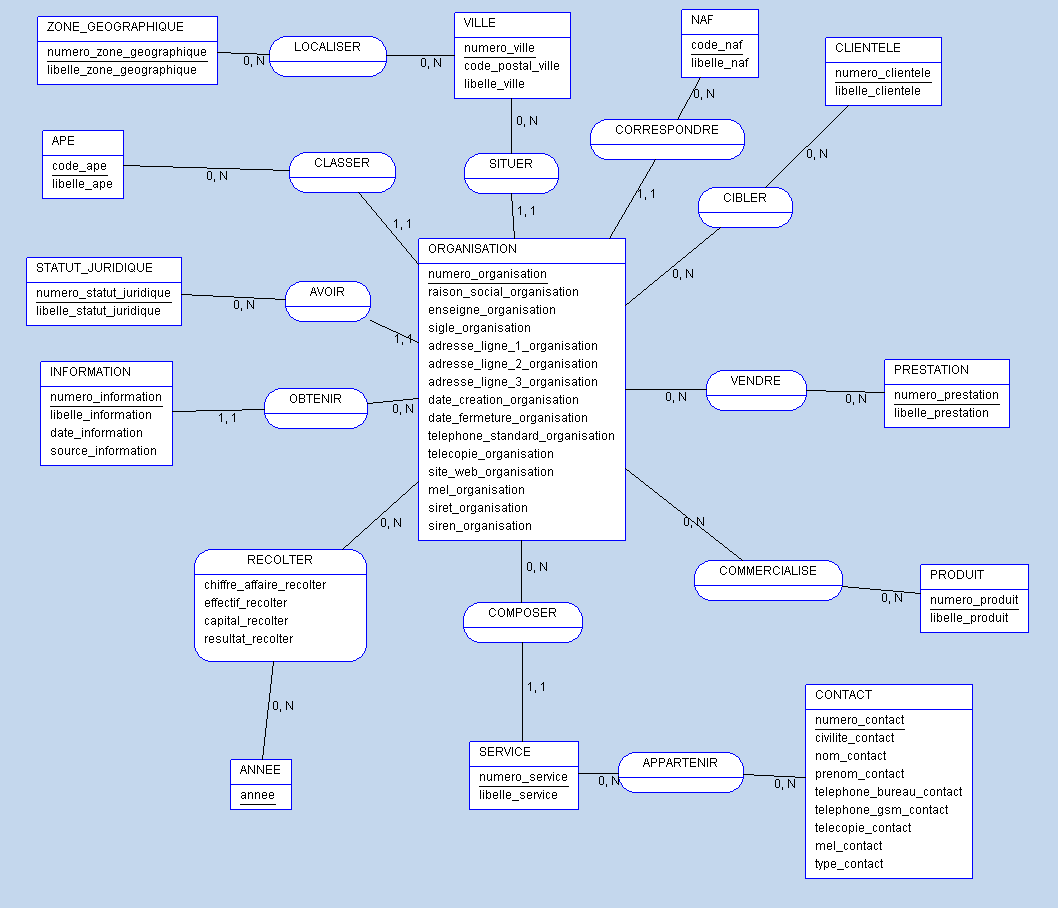 ZONE_GEOGRAPHIQUE
numero_zone_geographique
libelle_zone_geographique
0, N
LOCALISER
0, N
VILLE
numero_ville
code_postal_ville
libelle_ville
NAF
code_naf
libelle_naf
CLIENTELE
numero_clientele
libelle_clientele
0, N
SITUER
1, 1
0, N
CORRESPONDRE
1, 1
0, N
CIBLER
0, N
APE
code_ape
libelle_ape
0, N
CLASSER
1, 1
STATUT_JURIDIQUE
numero_statut_juridique
libelle_statut_juridique
0, N
AVOIR
1, 1
INFORMATION
numero_information
libelle_information
date_information
source_information
1, 1
OBTENIR
0, N
ORGANISATION
numero_organisation
raison_social_organisation
enseigne_organisation
sigle_organisation
adresse_ligne_1_organisation
adresse_ligne_2_organisation
adresse_ligne_3_organisation
date_creation_organisation
date_fermeture_organisation
telephone_standard_organisation
telecopie_organisation
site_web_organisation
mel_organisation
siret_organisation
siren_organisation
0, N
VENDRE
0, N
PRESTATION
numero_prestation
libelle_prestation
0, N
COMMERCIALISE
0, N
PRODUIT
numero_produit
libelle_produit
0, N
RECOLTER
chiffre_affaire_recolter
effectif_recolter
capital_recolter
resultat_recolter
0, N
ANNEE
annee
0, N
COMPOSER
1, 1
SERVICE
numero_service
libelle_service
0, N
APPARTENIR
0, N
CONTACT
numero_contact
civilite_contact
nom_contact
prenom_contact
telephone_bureau_contact
telephone_gsm_contact
telecopie_contact
mel_contact
type_contact